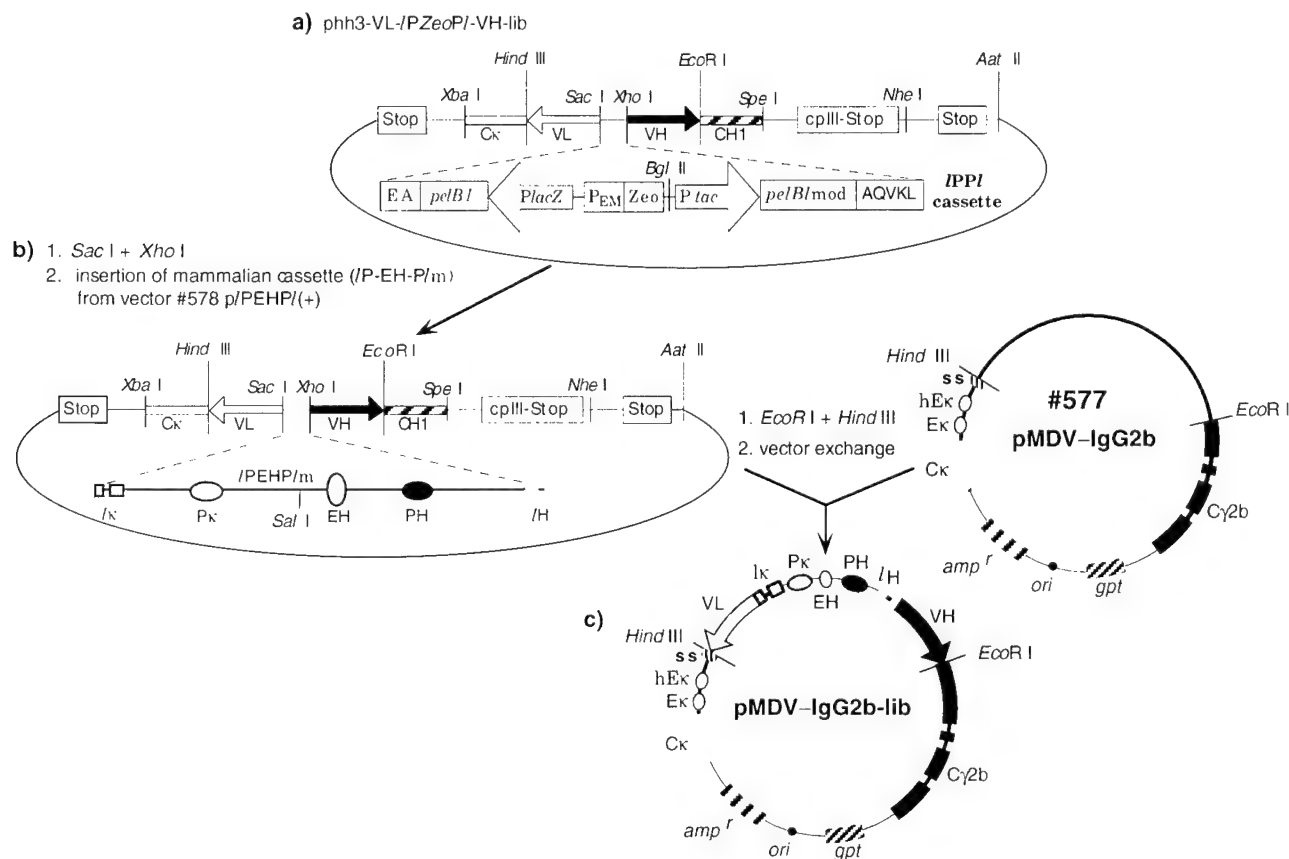 a) phh3-VL-lPZeoPl-VH-lib
Hind III
EcoR I
Aat II
Xba I
Sac I
Xho I
Spe I
Nhe I
Stop
Cκ
VL
VH
CH1
cpIII-Stop
Stop
Bgl II
EA
pelBl
PlacZ
PEM
Zeo
Ptac
pelBlmod
AQVKL
lPPl
cassette
b) 1. Sac I + Xho I
2. insertion of mammalian cassette (lP-EH-Pl/m)
from vector #578 plPEHPl(+)
Hind III
EcoR I
Aat II
Xba I
Sac I
Xho I
Spe I
Nhe I
Stop
Cκ
VL
VH
CH1
cpIII-Stop
Stop
lPEHPl/m
lκ
Pκ
Sal I
EH
PH
lH
1. EcoR I + Hind III
2. vector exchange
Hind III
ss
hEκ
Eκ
Cκ
#577
pMDV–IgG2b
EcoR I
Cγ2b
amp r
ori
gpt
c)
lκ
Pκ
EH
PH
lH
VL
VH
Hind III
EcoR I
ss
hEκ
Eκ
pMDV–IgG2b-lib
Cκ
Cγ2b
amp r
ori
gpt